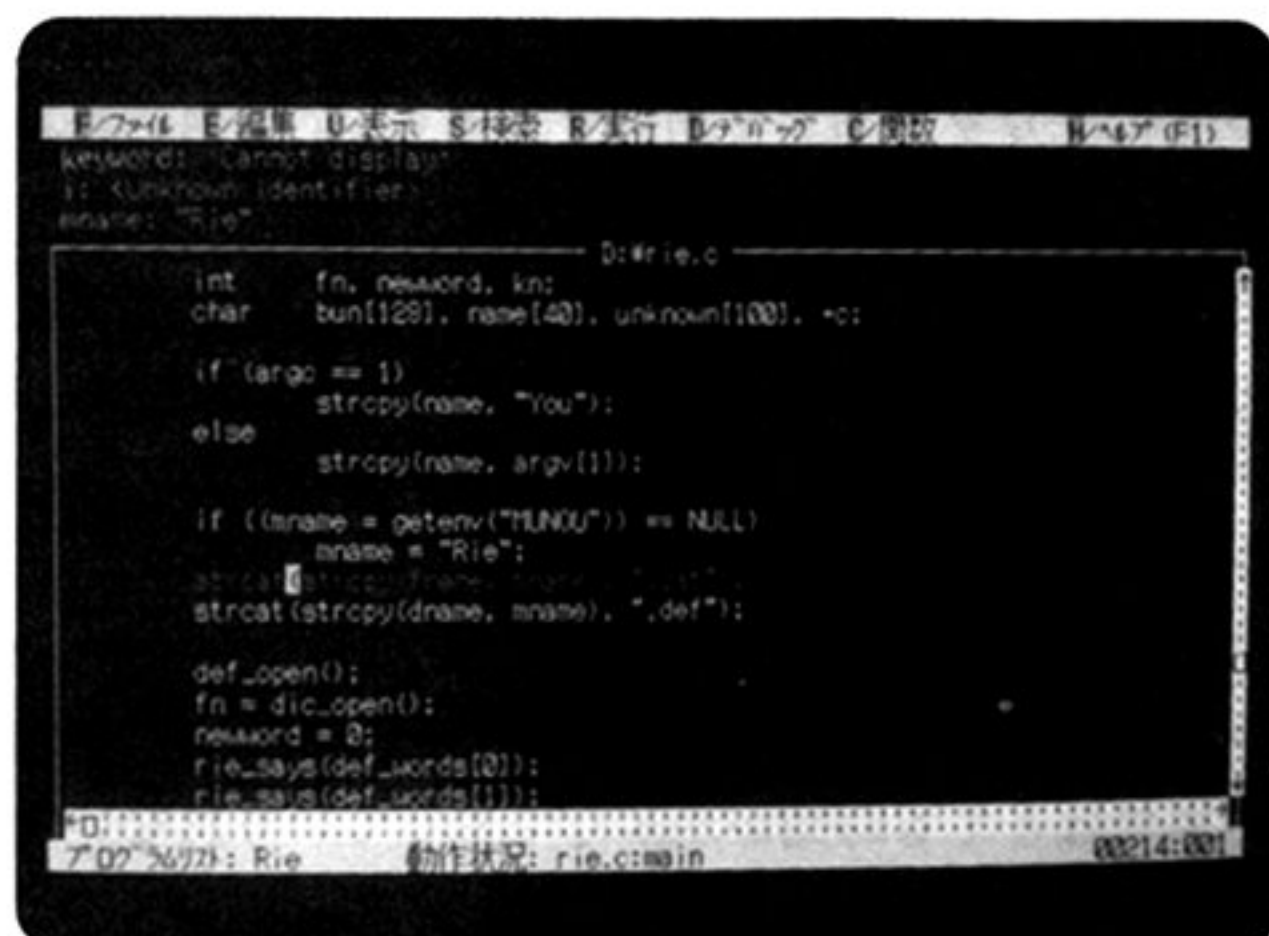 F/ファイル E/編集 V/表示 S/検索 R/実行 D/デバッグ C/関数 H/ヘルプ (F1)
keyword: <Cannot display>
i: <Unknown identifier>
mname: "Rie"
D:¥rie.c
int fn, newword, kn;
char bun[128], name[40], unknown[100], *c;
if (argc == 1)
strcpy(name, "You");
else
strcpy(name, argv[1]);
if ((mname = getenv("MUNOU")) == NULL)
mname = "Rie";
strcat(strcpy(
strcat(strcpy(dname, mname), ".def");
def_open();
fn = dic_open();
newword = 0;
rie_says(def_words[0]);
rie_says(def_words[1]);
プログラムリスト: Rie 動作状況: rie.c:main 00214:001